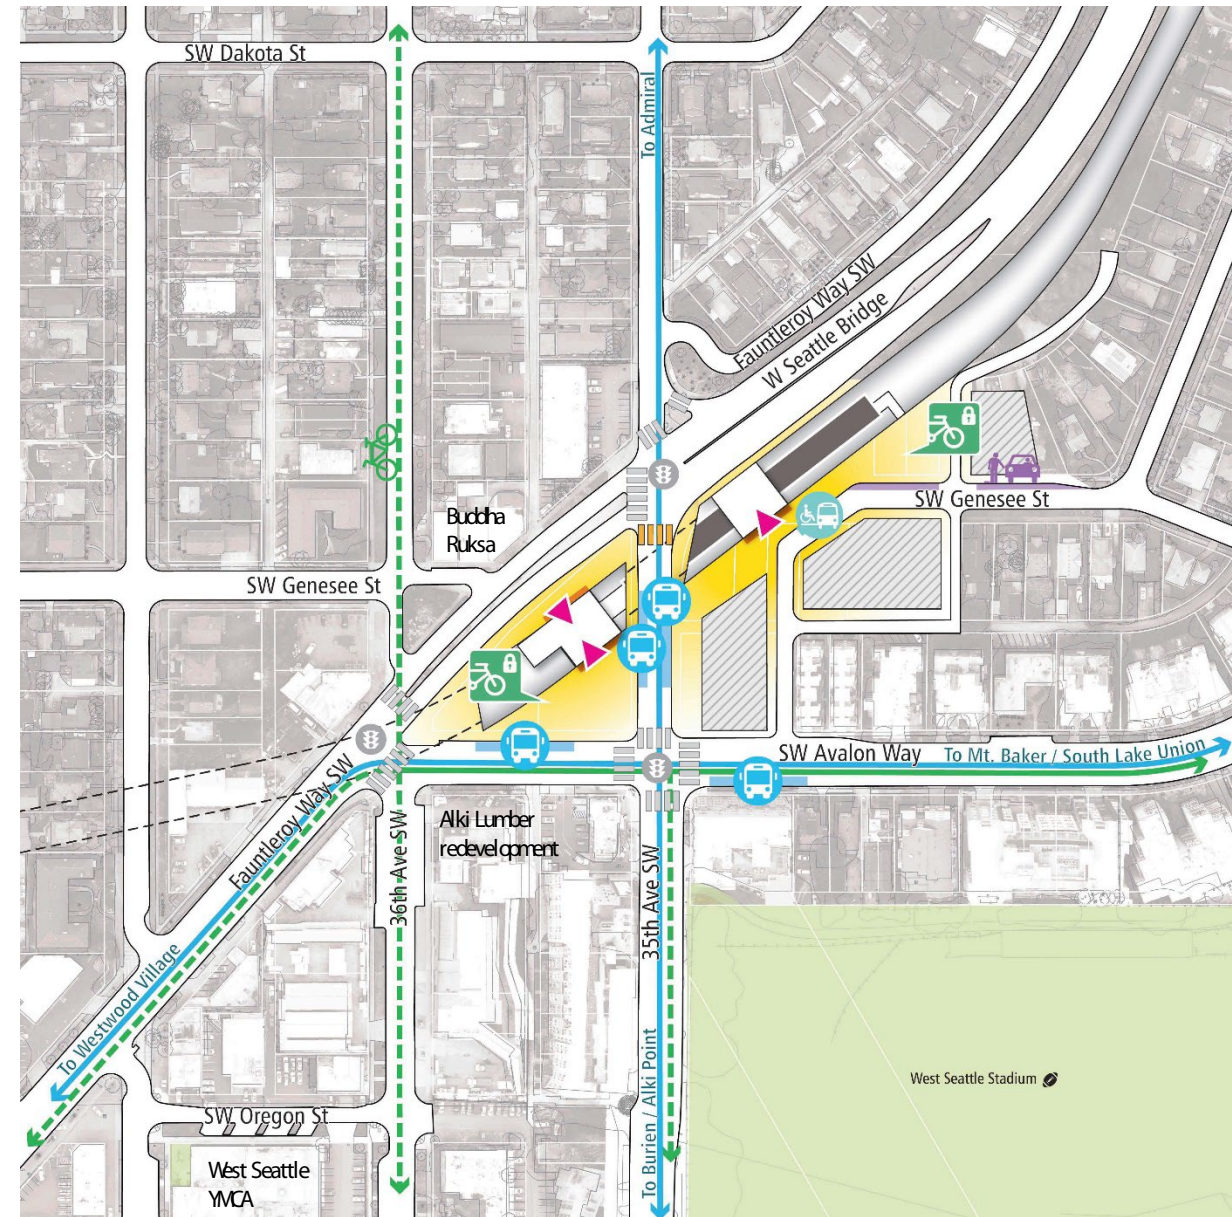 SW Dakota St
To Admiral
Fauntleroy Way SW
W Seattle Bridge
SW Genesee St
Buddha
Ruksa
SW Genesee St
SW Avalon Way
To Mt. Baker / South Lake Union
Fauntleroy Way SW
36th Ave SW
Alki Lumber
redevelopment
35th Ave SW
To Westwood Village
To Burien / Alki Point
West Seattle Stadium
SW Oregon St
West Seattle
YMCA